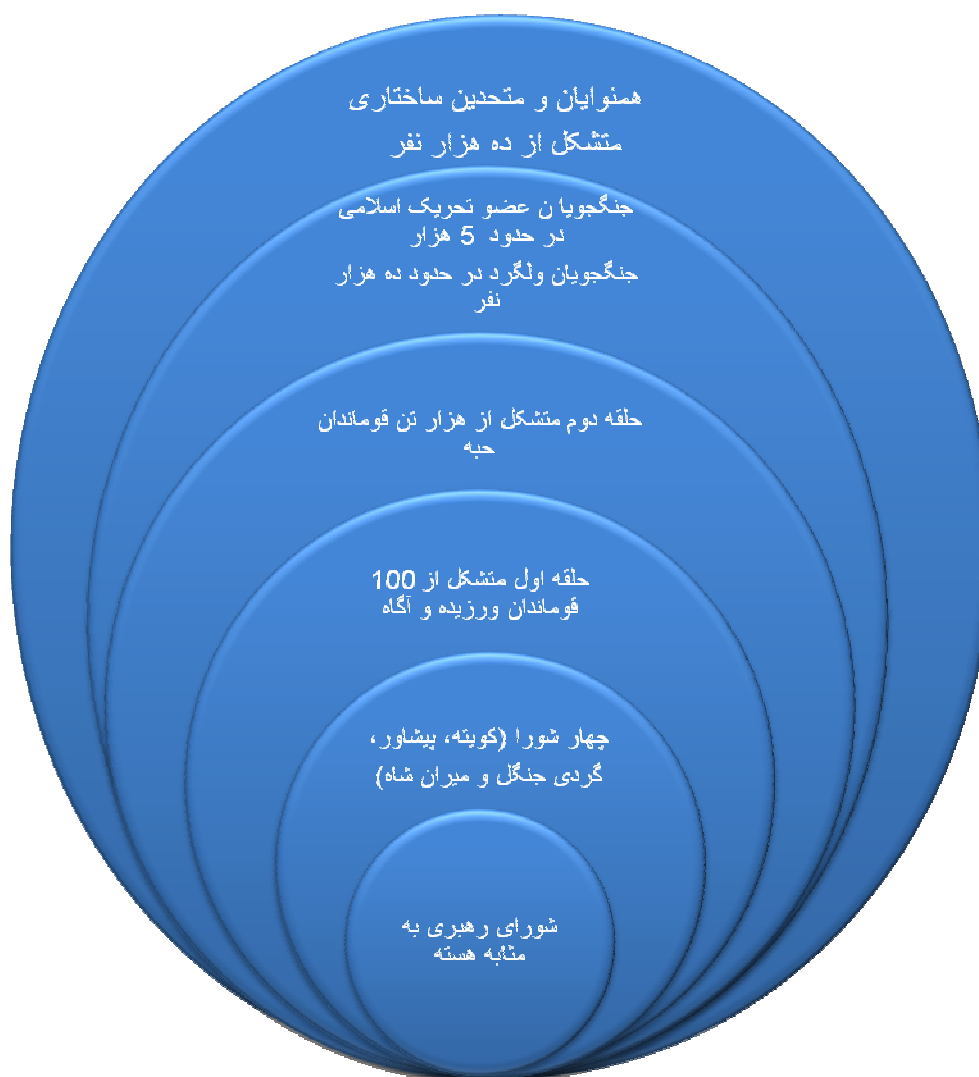 همنوایان و متحدین ساختاری
متشکل از ده هزار نفر
جنگجویا ن عضو تحریک اسلامی
در حدود 5 هزار
جنگجویان ولگرد در حدود ده هزار
نفر
حلقه دوم متشکل از هزار تن قوماندان
حبه
حلقه اول متشکل از 100
قوماندان ورزیده و آگاه
چهار شورا (کویته، پیشاور،
گردی جنگل و میران شاه)
شورای رهبری به
مثابه هسته